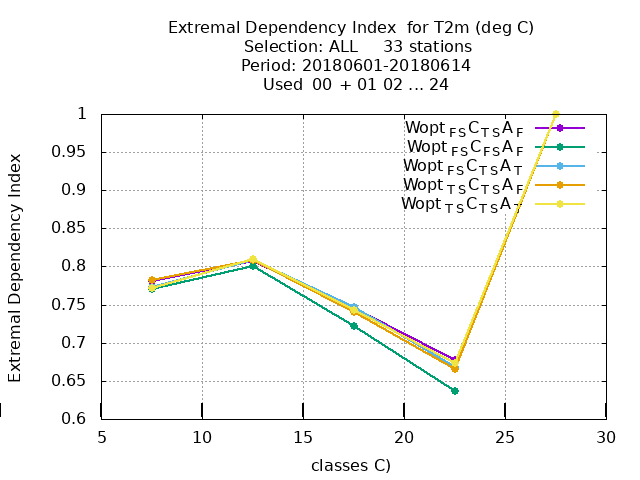 Extremal Dependency Index for T2m (deg C)
Selection: ALL 33 stations
Period: 20180601-20180614
Used 00 + 01 02 ... 24
Wopt FS C TS A F
Wopt FS C FS A F
Wopt FS C TS A T
Wopt TS C TS A F
Wopt TS C TS A T
Extremal Dependency Index
1
0.95
0.9
0.85
0.8
0.75
0.7
0.65
0.6
5 10 15 20 25 30
classes C)